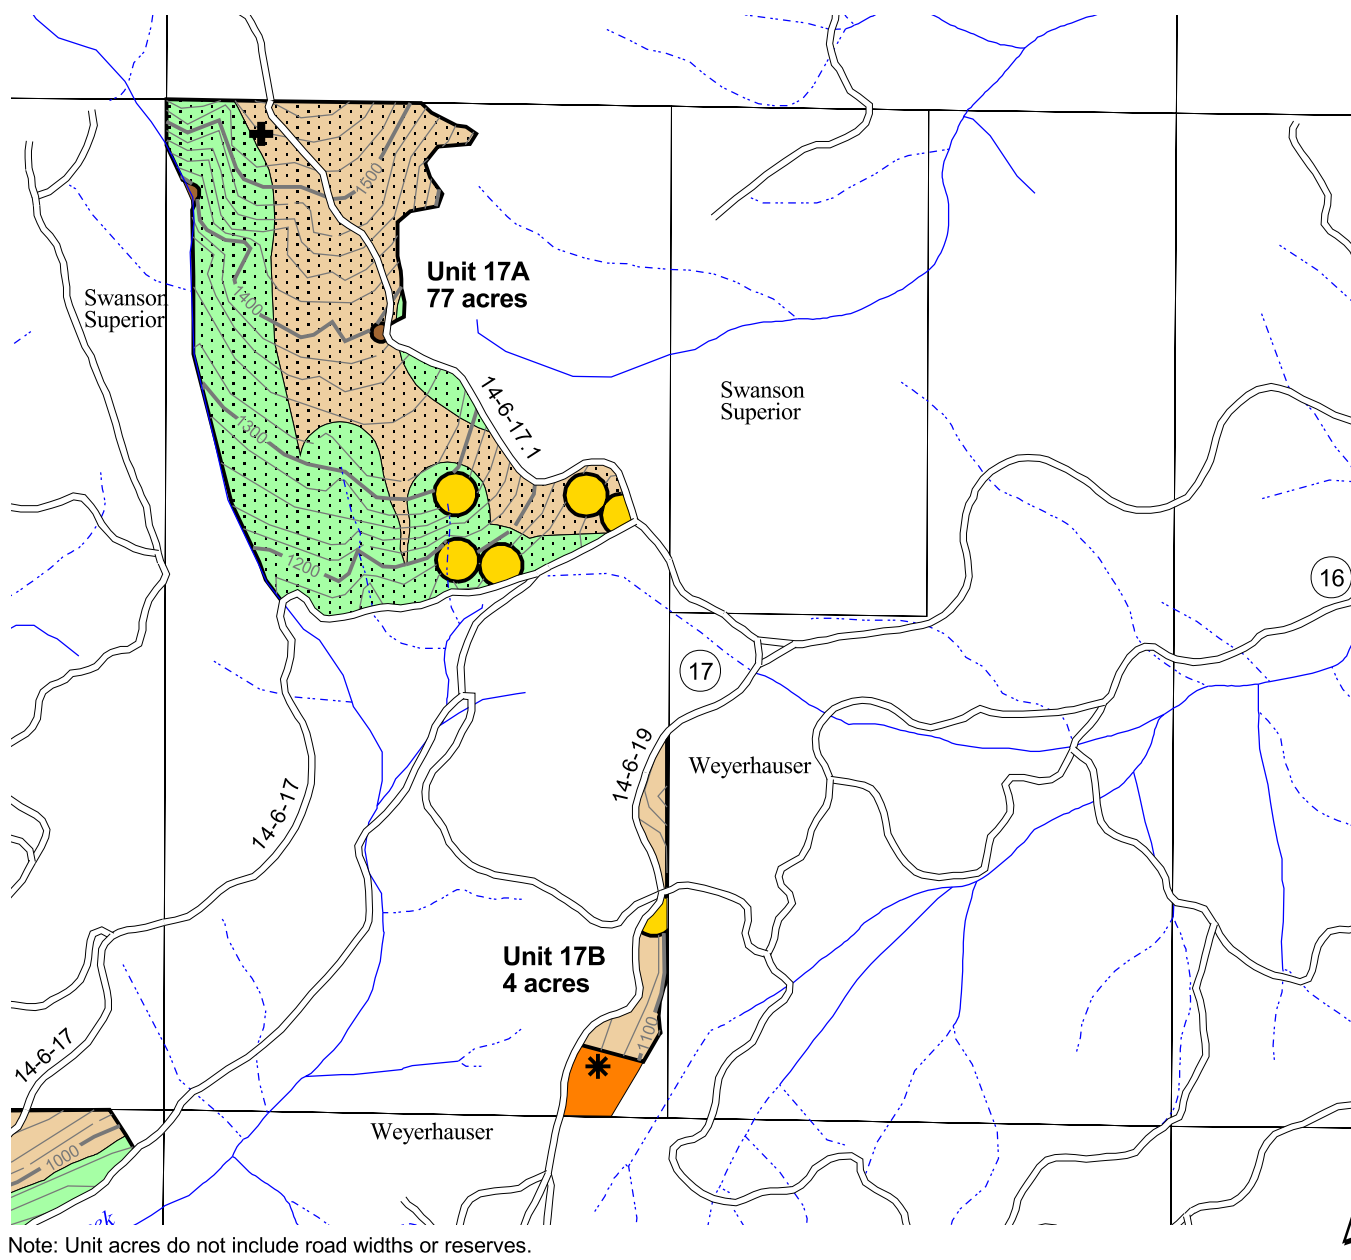 1500
Unit 17A
77 acres
Swanson
Superior
1400
14-6-17.1
Swanson
Superior
1300
1200
16
17
14-6-19
Weyerhauser
14-6-17
Unit 17B
4 acres
1100
14-6-17
Weyerhauser
1000
ek
Note: Unit acres do not include road widths or reserves.